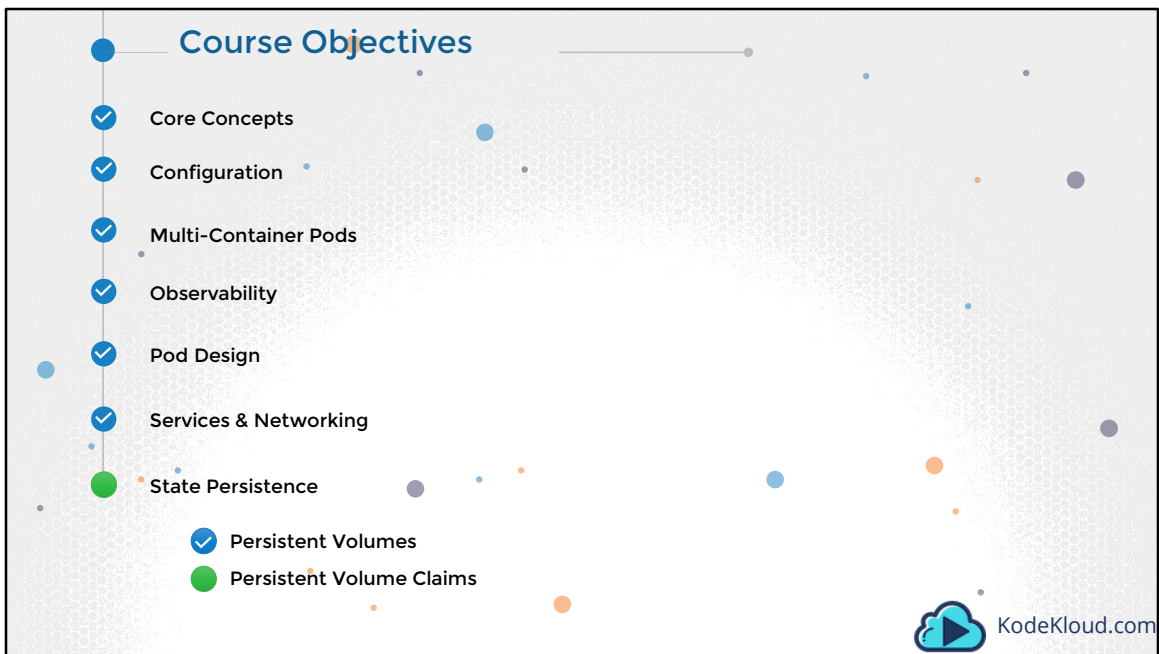 Course Objectives
Core Concepts
Configuration
Multi-Container Pods
Observability
Pod Design
Services & Networking
State Persistence
Persistent Volumes
Persistent Volume Claims
KodeKloud.com